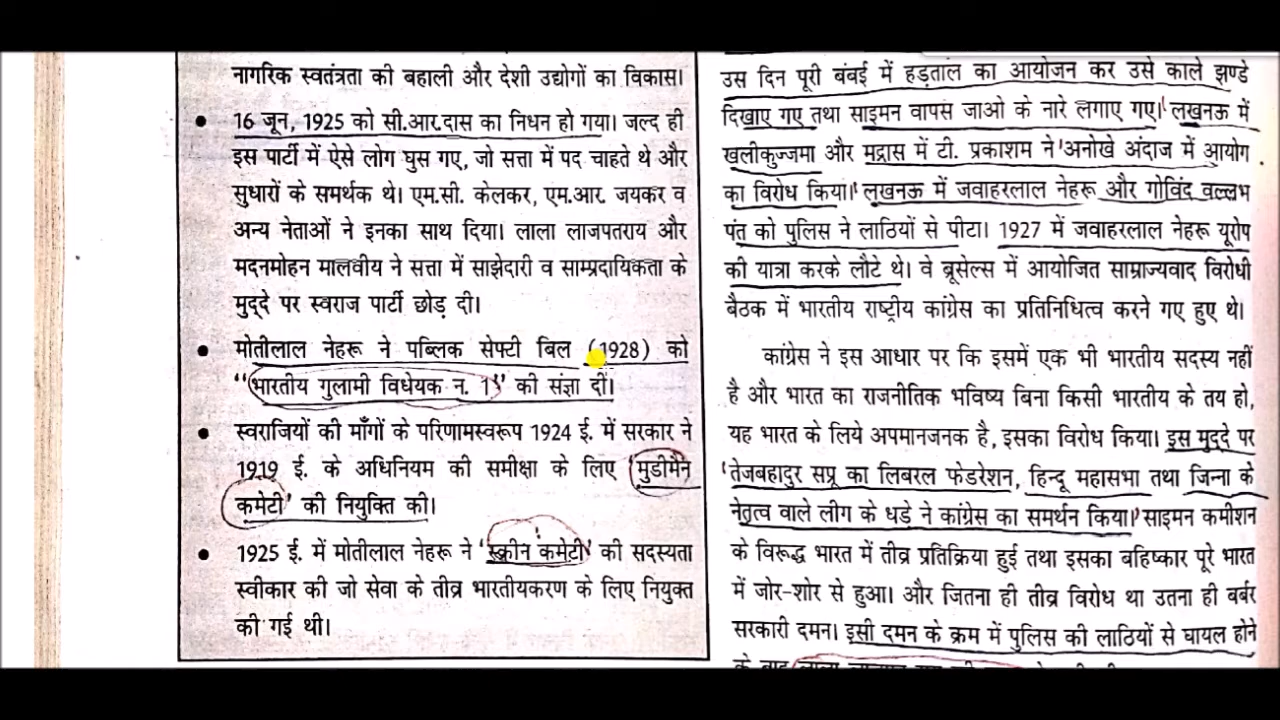 नागरिक स्वतंत्रता की बहाली और देशी उद्योगों का विकास।
• 16 जून, 1925 को सी.आर.दास का निधन हो गया। जल्द ही
इस पार्टी में ऐसे लोग घुस गए, जो सत्ता में पद चाहते थे और
सुधारों के समर्थक थे। एम.सी. केलकर, एम.आर. जयकर व
अन्य नेताओं ने इनका साथ दिया। लाला लाजपतराय और
मदनमोहन मालवीय ने सत्ता में साझेदारी व साम्प्रदायिकता के
मुद्दे पर स्वराज पार्टी छोड़ दी।
• मोतीलाल नेहरू ने पब्लिक सेफ्टी बिल (1928) को
“भारतीय गुलामी विधेयक न. 1” की संज्ञा दीं।
• स्वराजियों की माँगों के परिणामस्वरूप 1924 ई. में सरकार ने
1919 ई. के अधिनियम की समीक्षा के लिए ‘मुडीमैन
कमेटी’ की नियुक्ति की।
• 1925 ई. में मोतीलाल नेहरू ने ‘स्क्रीन कमेटी’ की सदस्यता
स्वीकार की जो सेवा के तीव्र भारतीयकरण के लिए नियुक्त
की गई थी।
उस दिन पूरी बंबई में हड़ताल का आयोजन कर उसे काले झण्डे
दिखाए गए तथा साइमन वापस जाओ के नारे लगाए गए। लखनऊ में
खलीकुज्जमा और मद्रास में टी. प्रकाशम ने अनोखे अंदाज में आयोग
का विरोध किया। लखनऊ में जवाहरलाल नेहरू और गोविंद वल्लभ
पंत को पुलिस ने लाठियों से पीटा। 1927 में जवाहरलाल नेहरू यूरोप
की यात्रा करके लौटे थे। वे ब्रूसेल्स में आयोजित साम्राज्यवाद विरोधी
बैठक में भारतीय राष्ट्रीय कांग्रेस का प्रतिनिधित्व करने गए हुए थे।
कांग्रेस ने इस आधार पर कि इसमें एक भी भारतीय सदस्य नहीं
है और भारत का राजनीतिक भविष्य बिना किसी भारतीय के तय हो,
यह भारत के लिये अपमानजनक है, इसका विरोध किया। इस मुद्दे पर
तेजबहादुर सप्रू का लिबरल फेडरेशन, हिन्दू महासभा तथा जिन्ना के
नेतृत्व वाले लीग के धड़े ने कांग्रेस का समर्थन किया। साइमन कमीशन
के विरूद्ध भारत में तीव्र प्रतिक्रिया हुई तथा इसका बहिष्कार पूरे भारत
में जोर-शोर से हुआ। और जितना ही तीव्र विरोध था उतना ही बर्बर
सरकारी दमन। इसी दमन के क्रम में पुलिस की लाठियों से घायल होने
के बाद